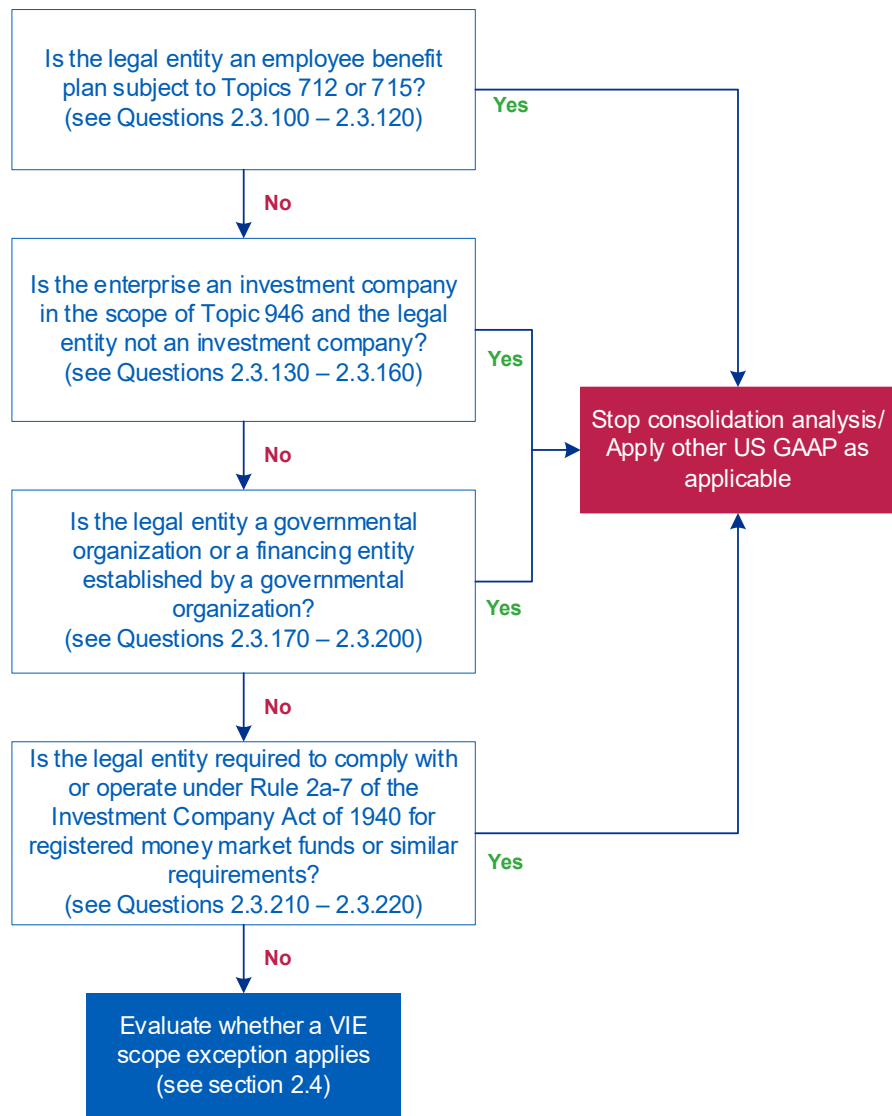 Is the legal entity an employee benefit
plan subject to Topics 712 or 715?
(see Questions 2.3.100 – 2.3.120)
Yes
No
Is the enterprise an investment company
in the scope of Topic 946 and the legal
entity not an investment company?
(see Questions 2.3.130 – 2.3.160)
Yes
Stop consolidation analysis/
Apply other US GAAP as
applicable
No
Is the legal entity a governmental
organization or a financing entity
established by a governmental
organization?
(see Questions 2.3.170 – 2.3.200)
Yes
No
Is the legal entity required to comply with
or operate under Rule 2a-7 of the
Investment Company Act of 1940 for
registered money market funds or similar
requirements?
(see Questions 2.3.210 – 2.3.220)
Yes
No
Evaluate whether a VIE
scope exception applies
(see section 2.4)